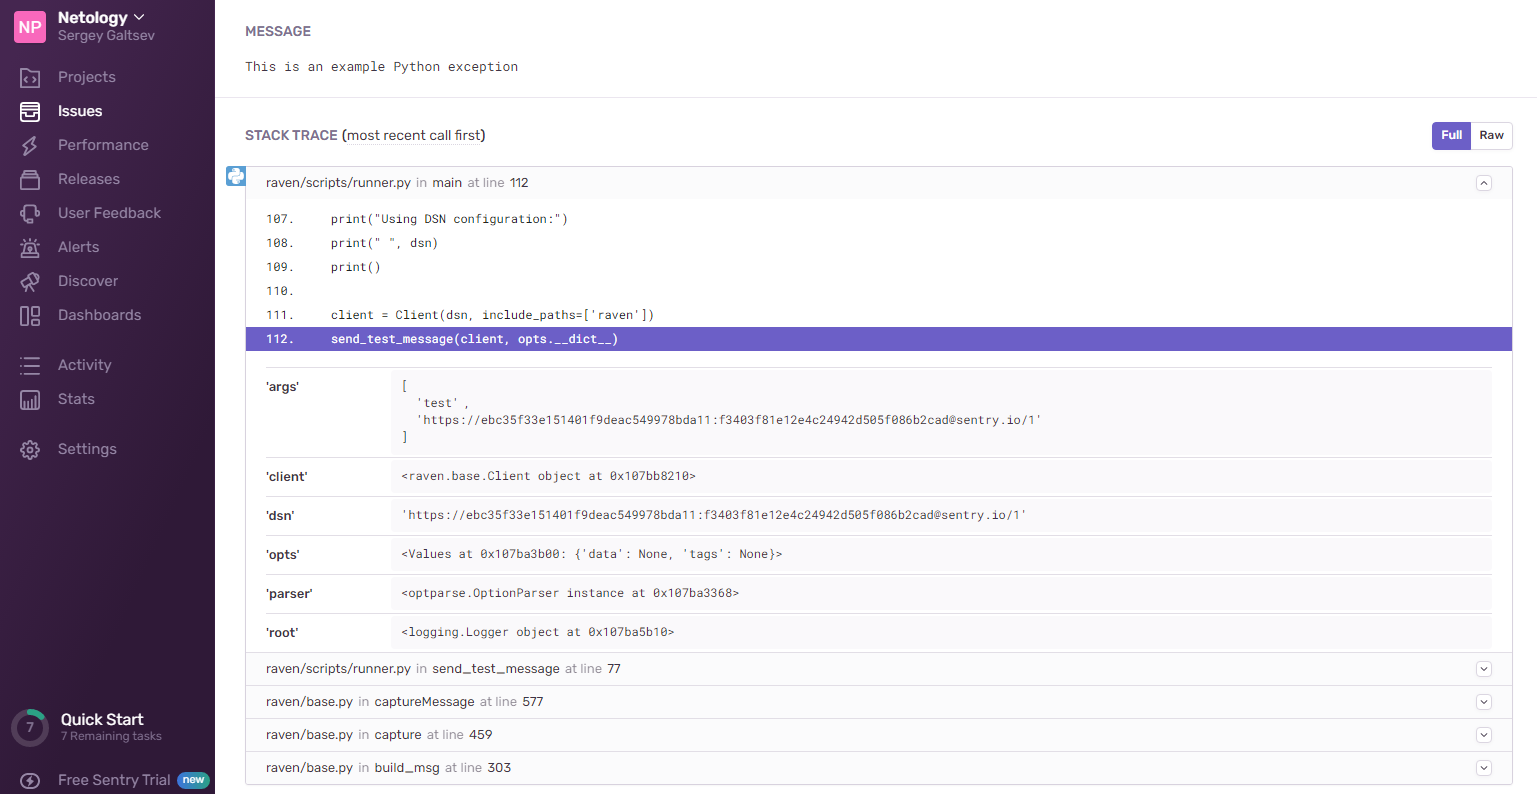 NP
Netology
Sergey Galtsev
Projects
Issues
Performance
Releases
User Feedback
Alerts
Discover
Dashboards
Activity
Stats
Settings
7
Quick Start
7 Remaining tasks
Free Sentry Trial new
MESSAGE
This is an example Python exception
STACK TRACE (most recent call first)
Full Raw
raven/scripts/runner.py in main at line 112
107. print("Using DSN configuration:")
108. print(" ", dsn)
109. print()
110.
111. client = Client(dsn, include_paths=['raven'])
112. send_test_message(client, opts.__dict__)
'args' [
'test' ,
'https://ebc35f33e151401f9deac549978bda11:f3403f81e12e4c24942d505f086b2cad@sentry.io/1'
]
'client' <raven.base.Client object at 0x107bb8210>
'dsn' 'https://ebc35f33e151401f9deac549978bda11:f3403f81e12e4c24942d505f086b2cad@sentry.io/1'
'opts' <Values at 0x107ba3b00: {'data': None, 'tags': None}>
'parser' <optparse.OptionParser instance at 0x107ba3368>
'root' <logging.Logger object at 0x107ba5b10>
raven/scripts/runner.py in send_test_message at line 77
raven/base.py in captureMessage at line 577
raven/base.py in capture at line 459
raven/base.py in build_msg at line 303